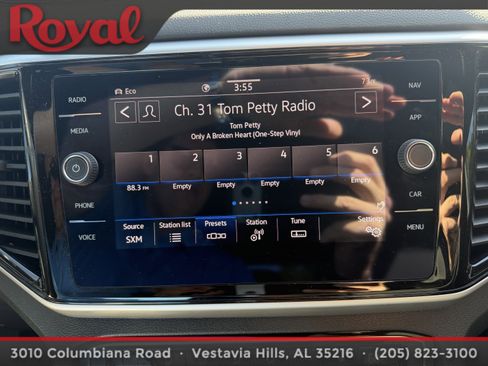 Royal
Eco 3:55 73°F
RADIO
NAV
Ch. 31 Tom Petty Radio
Tom Petty
Only A Broken Heart (One-Step Vinyl
MEDIA
APP
1 2 3 4 5 6
88.3 FM Empty Empty Empty Empty Empty
PHONE
CAR
Source Station list Presets Station Tune Settings
SXM
VOICE
MENU
3010 Columbiana Road · Vestavia Hills, AL 35216 · (205) 823-3100